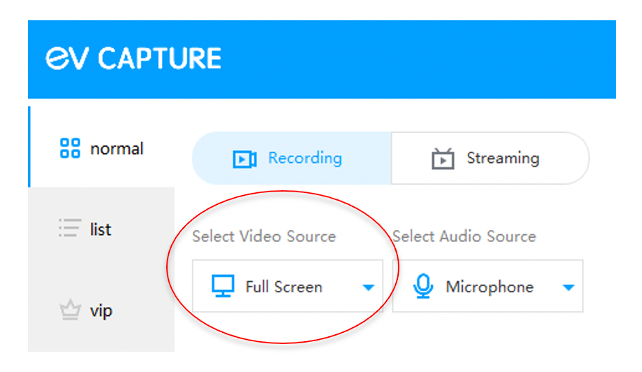 eV CAPTURE
normal
Recording
Streaming
list
Select Video Source
Select Audio Source
Full Screen
Microphone
vip